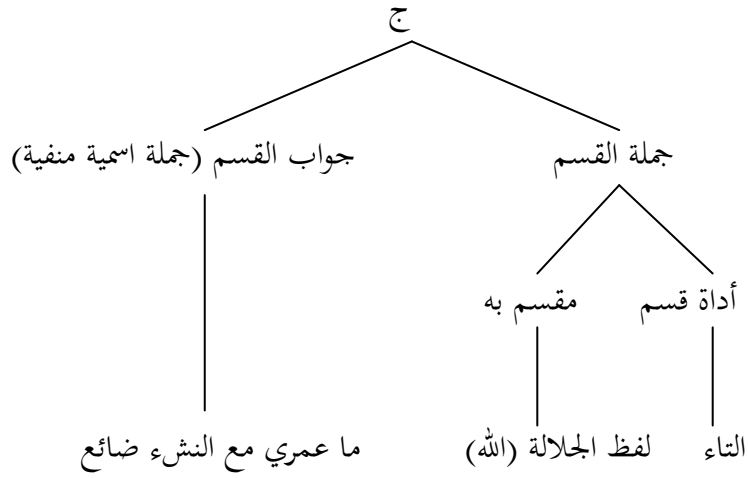 ج
جملة القسم جواب القسم (جملة اسمية منفية)
أداة قسم مقسم به
التاء لفظ الجلالة (الله) ما عمري مع النشء ضائع